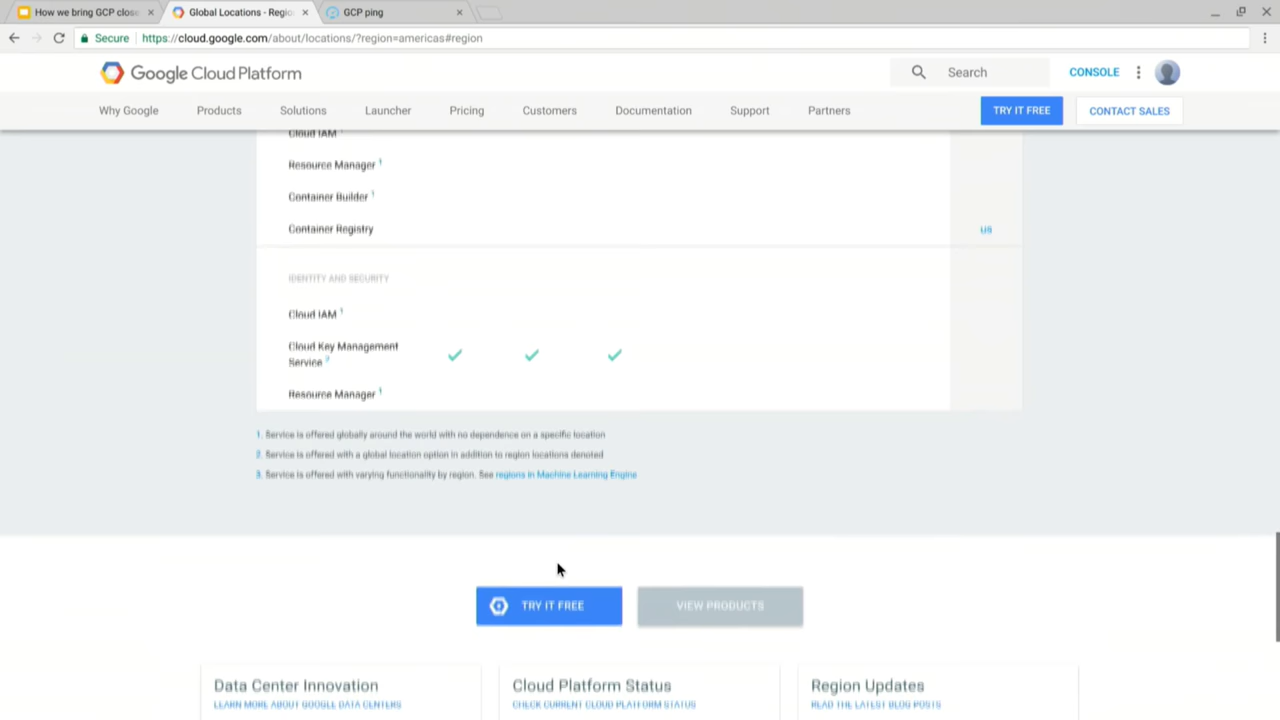 How we bring GCP close
Global Locations - Regio
GCP ping
Secure
https://cloud.google.com/about/locations/?region=americas#region
Google Cloud Platform
Search
CONSOLE
Why Google
Products
Solutions
Launcher
Pricing
Customers
Documentation
Support
Partners
TRY IT FREE
CONTACT SALES
Cloud IAM 1
Resource Manager 1
Container Builder 1
Container Registry
us
IDENTITY AND SECURITY
Cloud IAM 1
Cloud Key Management
Service 2
Resource Manager 1
1. Service is offered globally around the world with no dependence on a specific location
2. Service is offered with a global location option in addition to region locations denoted
3. Service is offered with varying functionality by region. See regions in Machine Learning Engine
TRY IT FREE
VIEW PRODUCTS
Data Center Innovation
LEARN MORE ABOUT GOOGLE DATA CENTERS
Cloud Platform Status
CHECK CURRENT CLOUD PLATFORM STATUS
Region Updates
READ THE LATEST BLOG POSTS